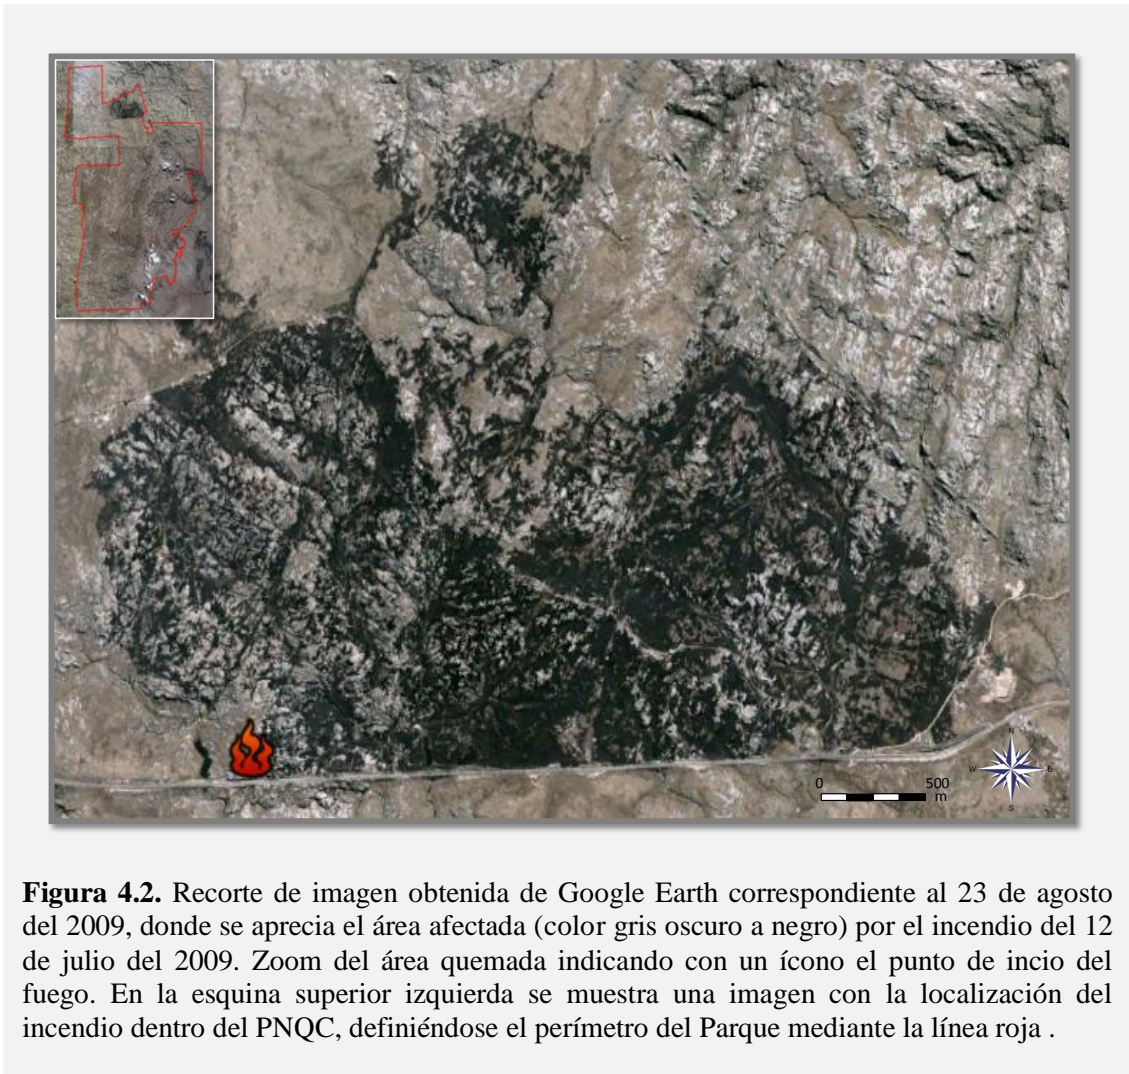 N
W E
S
0 500
m
Figura 4.2. Recorte de imagen obtenida de Google Earth correspondiente al 23 de agosto
del 2009, donde se aprecia el área afectada (color gris oscuro a negro) por el incendio del 12
de julio del 2009. Zoom del área quemada indicando con un ícono el punto de incio del
fuego. En la esquina superior izquierda se muestra una imagen con la localización del
incendio dentro del PNQC, definiéndose el perímetro del Parque mediante la línea roja .